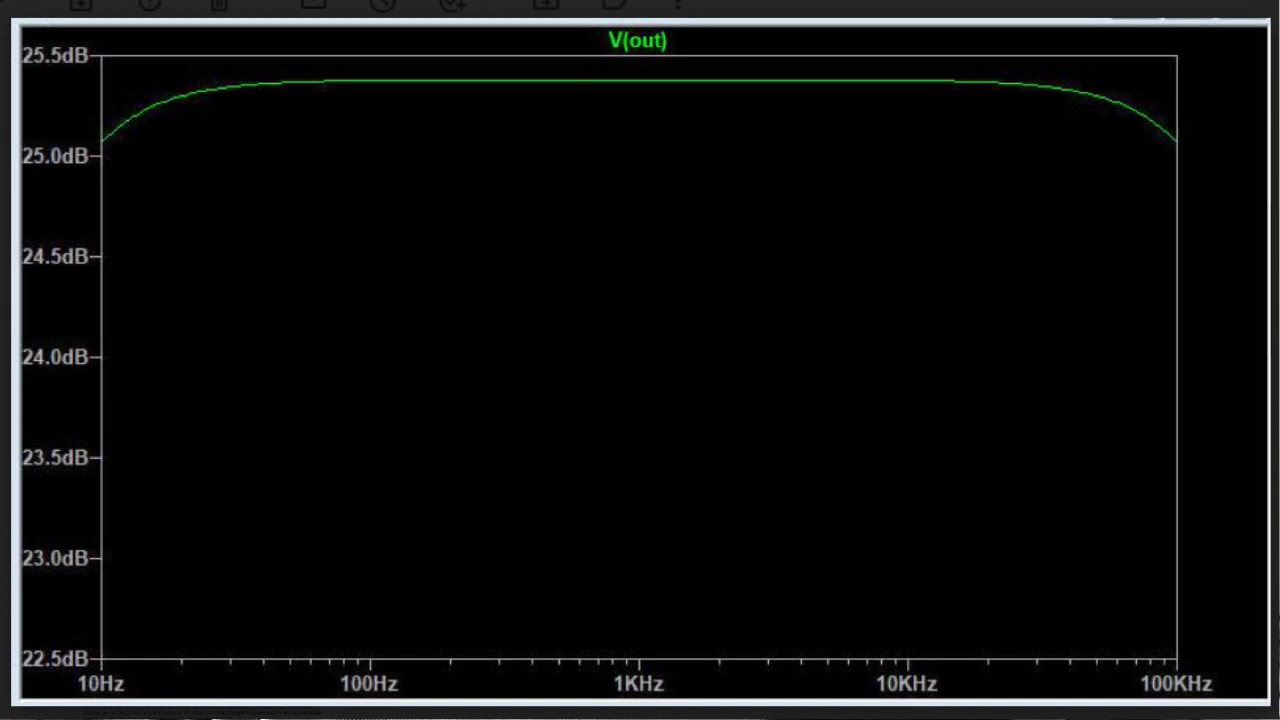 V(out)
25.5dB
25.0dB
24.5dB
24.0dB
23.5dB
23.0dB
22.5dB
10Hz 100Hz 1KHz 10KHz 100KHz